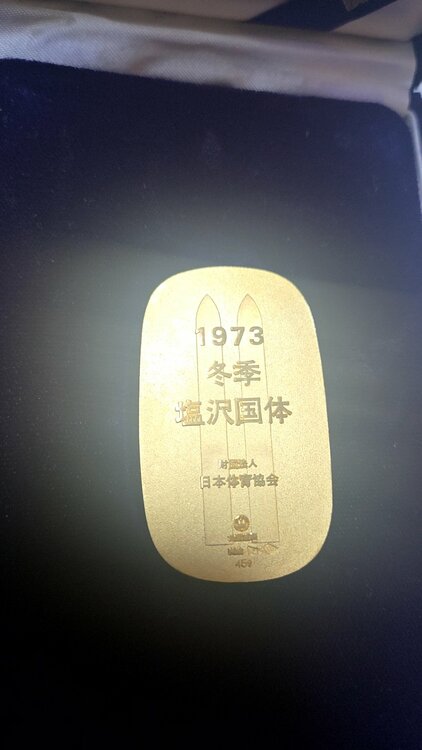 1973
冬季
塩沢国体
財団法人
日本体育協会